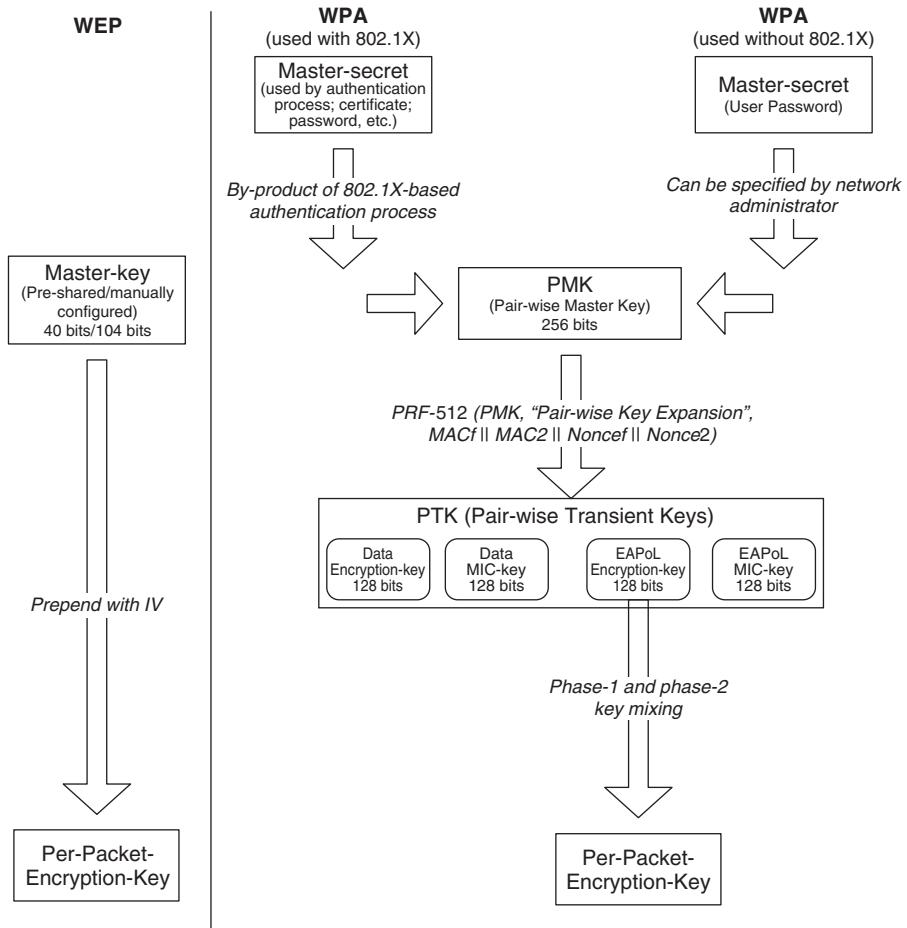 WEP
Master-key
(Pre-shared/manually
configured)
40 bits/104 bits
Prepend with IV
Per-Packet-
Encryption-Key
WPA
(used with 802.1X)
Master-secret
(used by authentication
process; certificate;
password, etc.)
By-product of 802.1X-based
authentication process
WPA
(used without 802.1X)
Master-secret
(User Password)
Can be specified by network
administrator
PMK
(Pair-wise Master Key)
256 bits
PRF-512 (PMK, “Pair-wise Key Expansion”,
MACf || MAC2 || Noncef || Nonce2)
PTK (Pair-wise Transient Keys)
Data
Encryption-key
128 bits
Data
MIC-key
128 bits
EAPoL
Encryption-key
128 bits
EAPoL
MIC-key
128 bits
Phase-1 and phase-2
key mixing
Per-Packet-
Encryption-Key